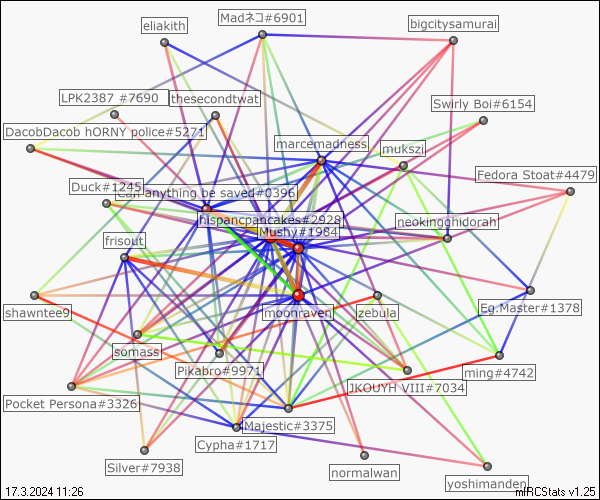 Madネコ#6901
eliakith
bigcitysamurai
LPK2387 #7690
thesecondtwat
Swirly Boi#6154
DacobDacob hORNY police#5271
marcemadness
mukszi
Fedora Stoat#4479
Duck#1245
Can anything be saved#0396
hispancpancakes#2928
neokingghidorah
Mushy#1984
frisout
Eg.Master#1378
shawntee9
moonraven
zebula
somass
Pikabro#9971
ming#4742
JKOUYH VIII#7034
Pocket Persona#3326
Majestic#3375
Cypha#1717
Silver#7938
normalwan
yoshimanden
17.3.2024 11:26
mIRCStats v1.25